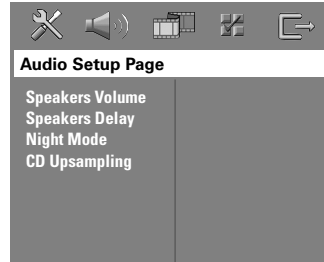 Audio Setup Page
Speakers Volume
Speakers Delay
Night Mode
CD Upsampling